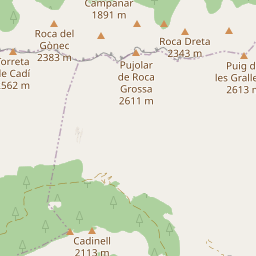 Campanar
1891 m
Roca del
Gònec
2383 m
Roca Dreta
2343 m
Torreta
de Cadí
2562 m
Pujolar
de Roca
Grossa
2611 m
Puig d
les Gralle
2613 m
Cadinell
2113 m